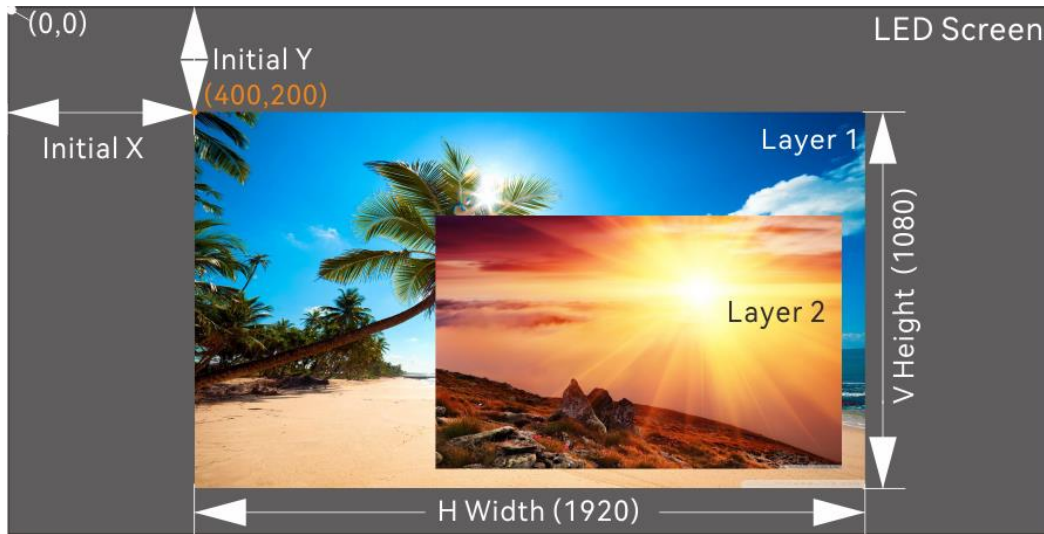 (0,0)
LED Screen
Initial Y
(400,200)
Initial X
Layer 1
Layer 2
V Height (1080)
H Width (1920)